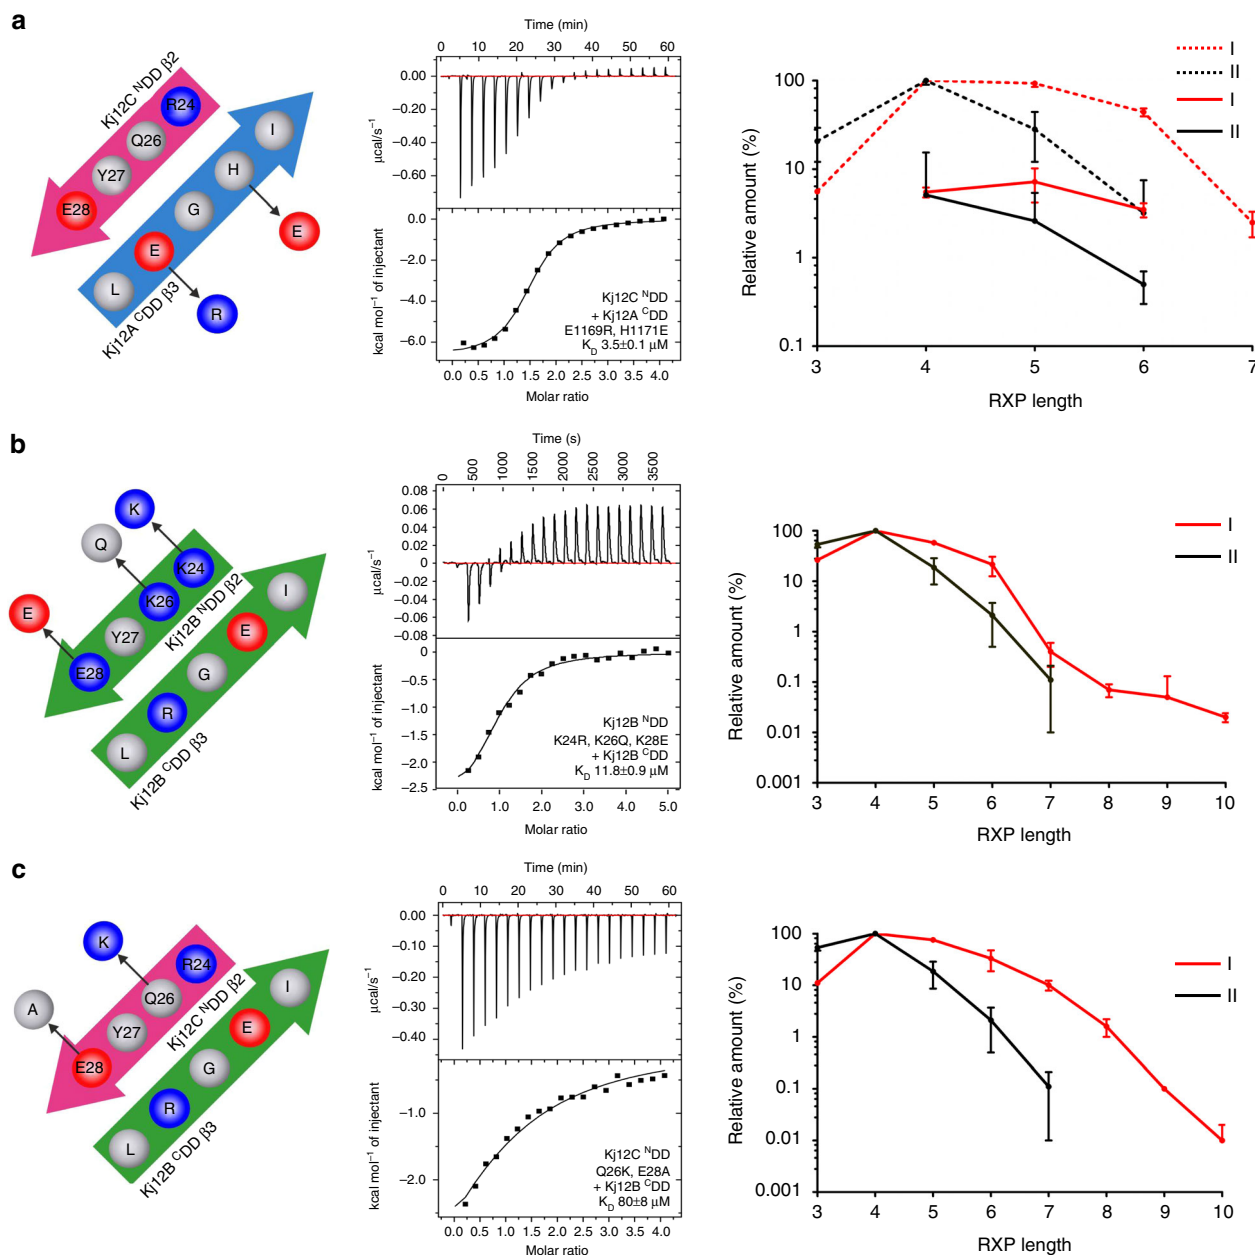 a
Kj12C NDD β2
R24
Q26
Y27
E28
I
H
G
E
L
E
R
Kj12A CDD β3
Time (min)
0 10 20 30 40 50 60
0.00
−0.20
−0.40
−0.60
µcal/s−1
0.0
−2.0
−4.0
−6.0
kcal mol−1 of injectant
Kj12C NDD
+ Kj12A CDD
E1169R, H1171E
KD 3.5±0.1 µM
0.0 0.5 1.0 1.5 2.0 2.5 3.0 3.5 4.0
Molar ratio
I
II
I
II
100
10
1
0.1
Relative amount (%)
3 4 5 6 7
RXP length
b
K
Q
E
K24
K26
Y27
E28
Kj12B NDD β2
I
E
G
R
L
Kj12B CDD β3
Time (s)
0 500 1000 1500 2000 2500 3000 3500
0.08
0.06
0.04
0.02
0
−0.02
−0.04
−0.06
−0.08
µcal/s−1
0
−0.5
−1.0
−1.5
−2.0
−2.5
kcal mol−1 of injectant
Kj12B NDD
K24R, K26Q, K28E
+ Kj12B CDD
KD 11.8±0.9 µM
0.0 1.0 2.0 3.0 4.0 5.0
Molar ratio
I
II
100
10
1
0.1
0.01
0.001
Relative amount (%)
3 4 5 6 7 8 9 10
RXP length
c
K
A
R24
Q26
Y27
E28
Kj12C NDD β2
I
E
G
R
L
Kj12B CDD β3
Time (min)
0 10 20 30 40 50 60
0.00
−0.10
−0.20
−0.30
−0.40
µcal/s−1
−1.0
−2.0
kcal mol−1 of injectant
Kj12C NDD
Q26K, E28A
+ Kj12B CDD
KD 80±8 µM
0.0 0.5 1.0 1.5 2.0 2.5 3.0 3.5 4.0
Molar ratio
I
II
100
10
1
0.1
0.01
0.001
Relative amount (%)
3 4 5 6 7 8 9 10
RXP length